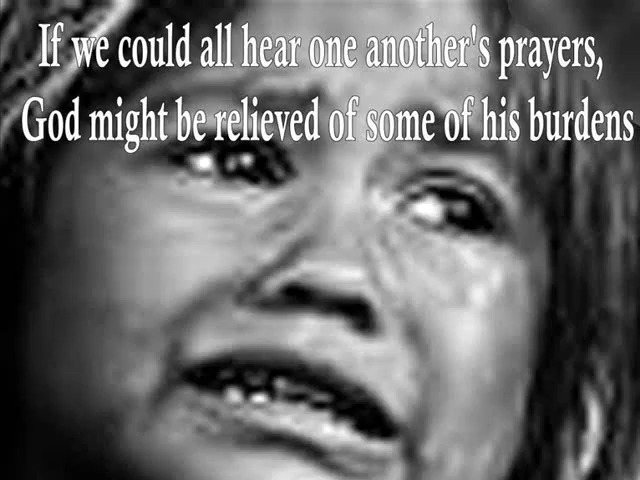 If we could all hear one another's prayers,
God might be relieved of some of his burdens